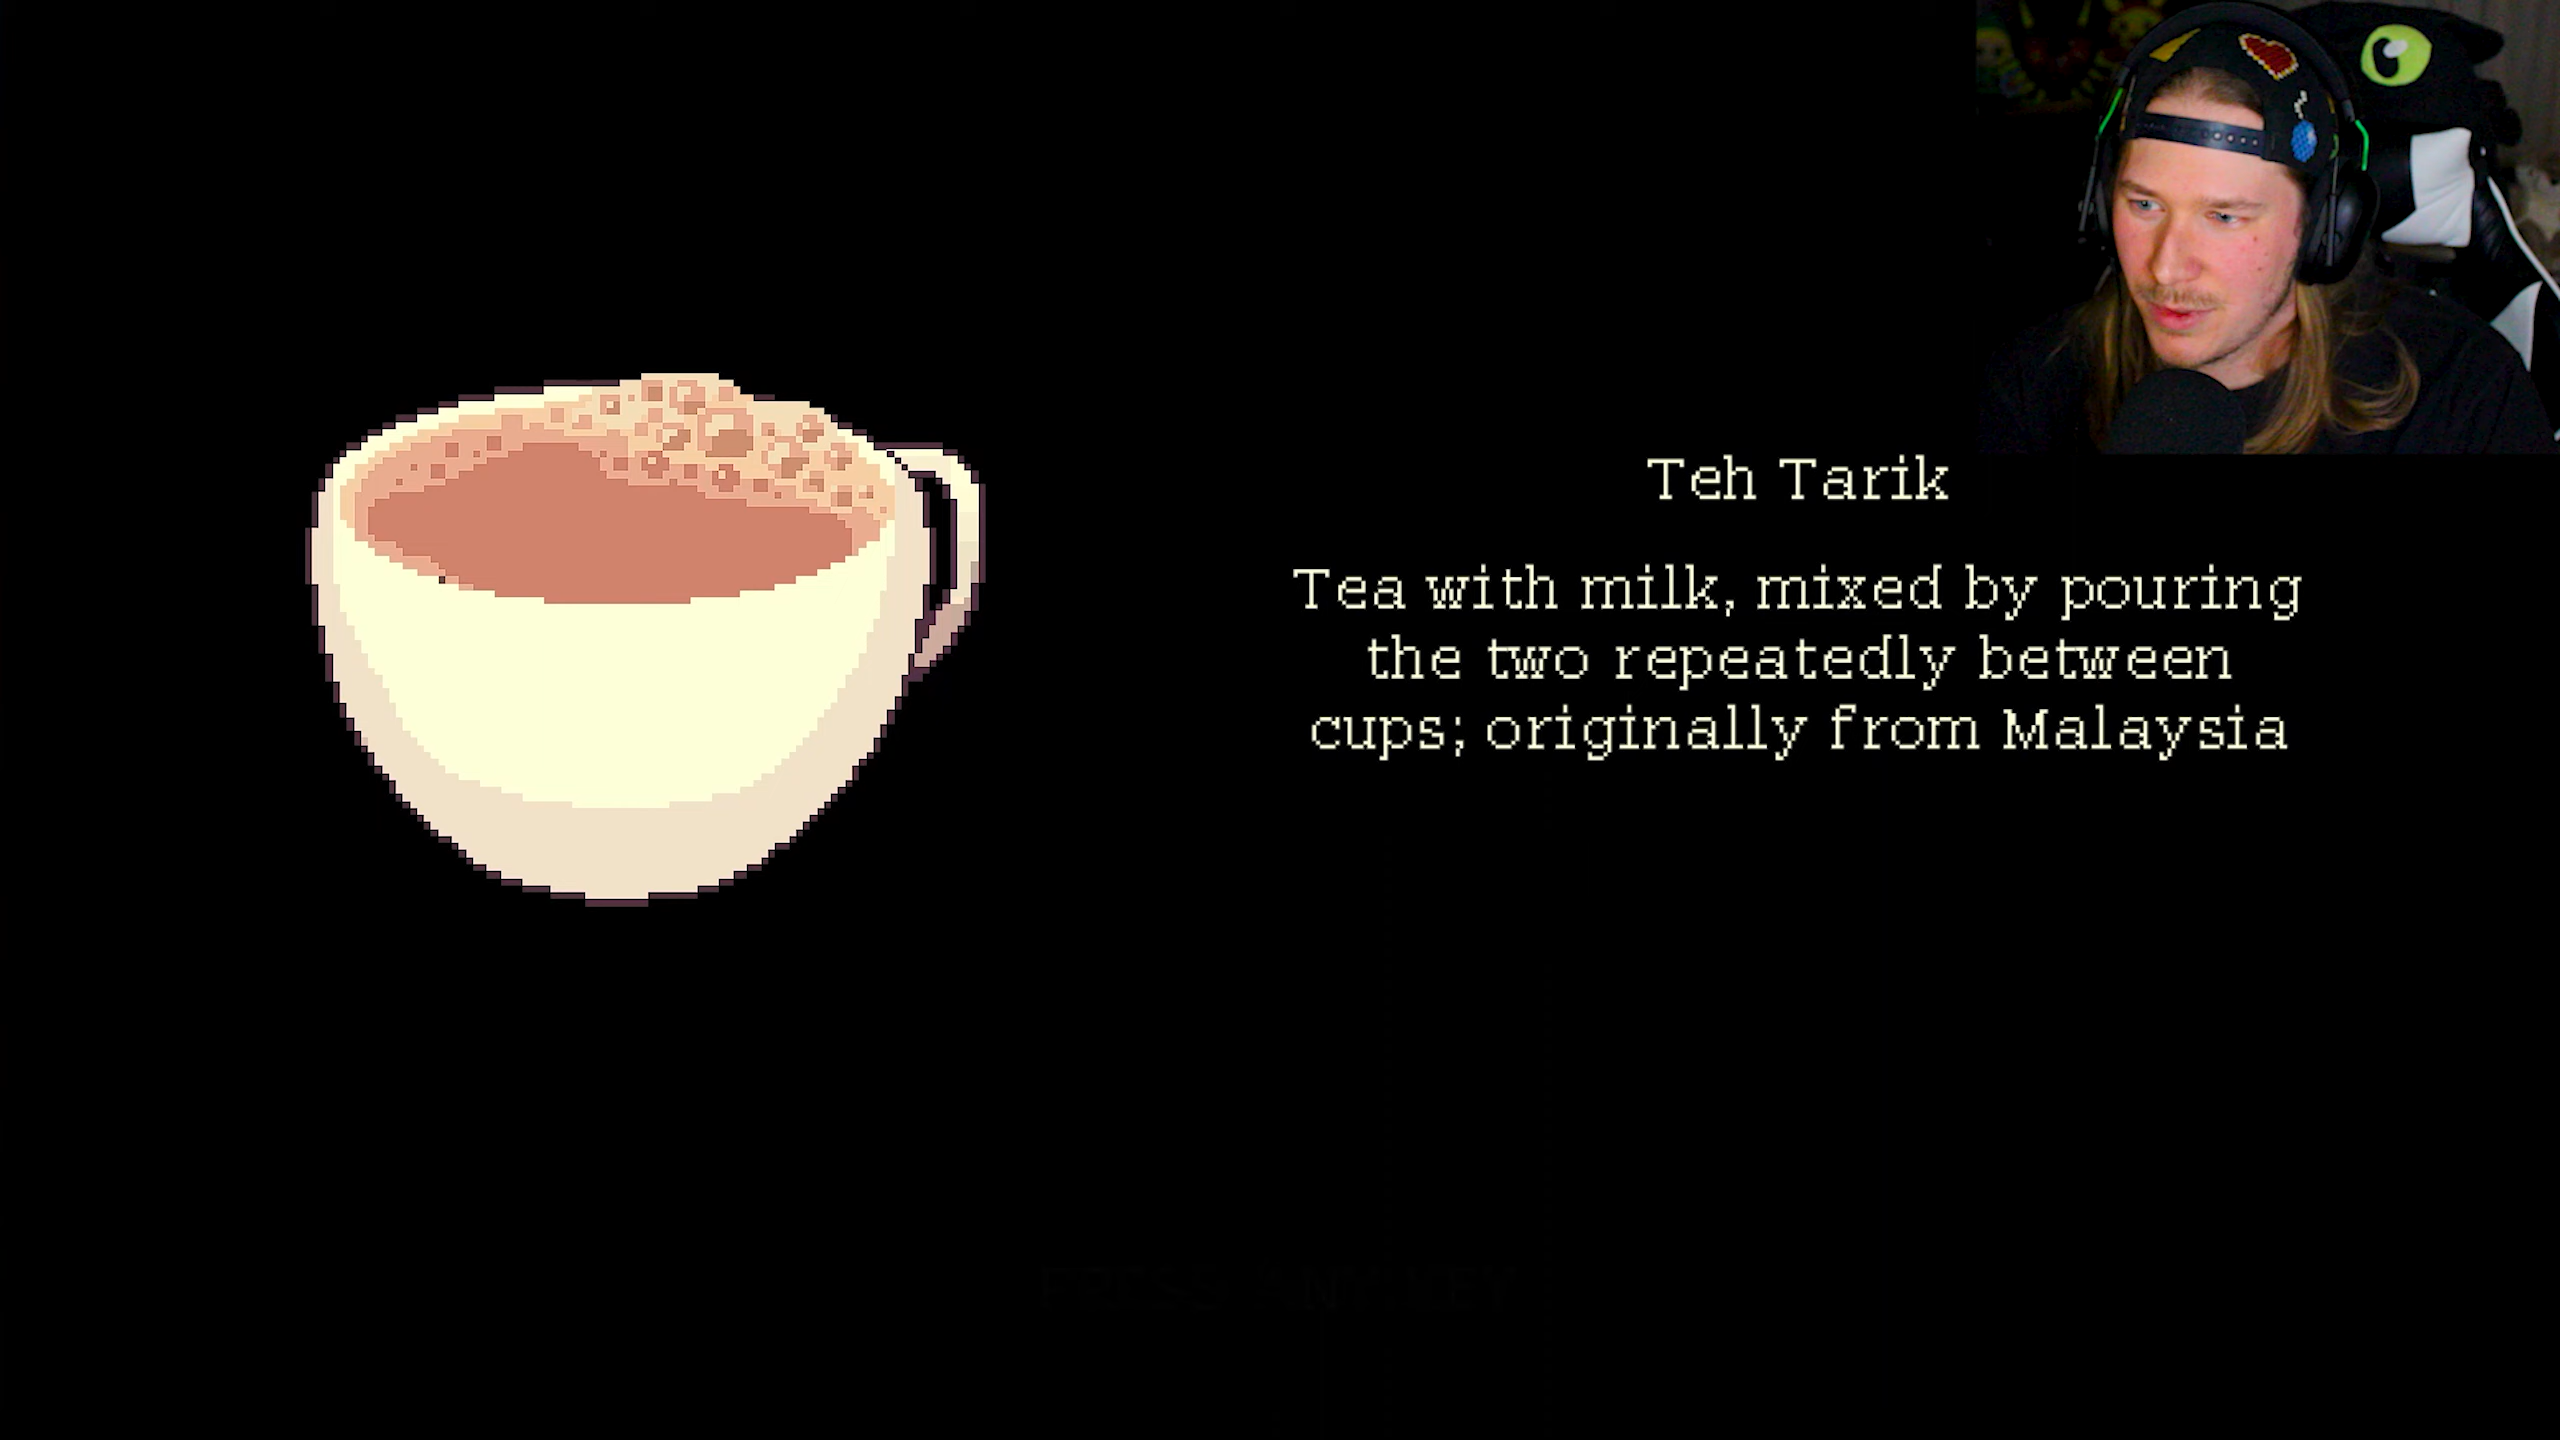 Teh Tarik
Tea with milk, mixed by pouring
the two repeatedly between
cups; originally from Malaysia